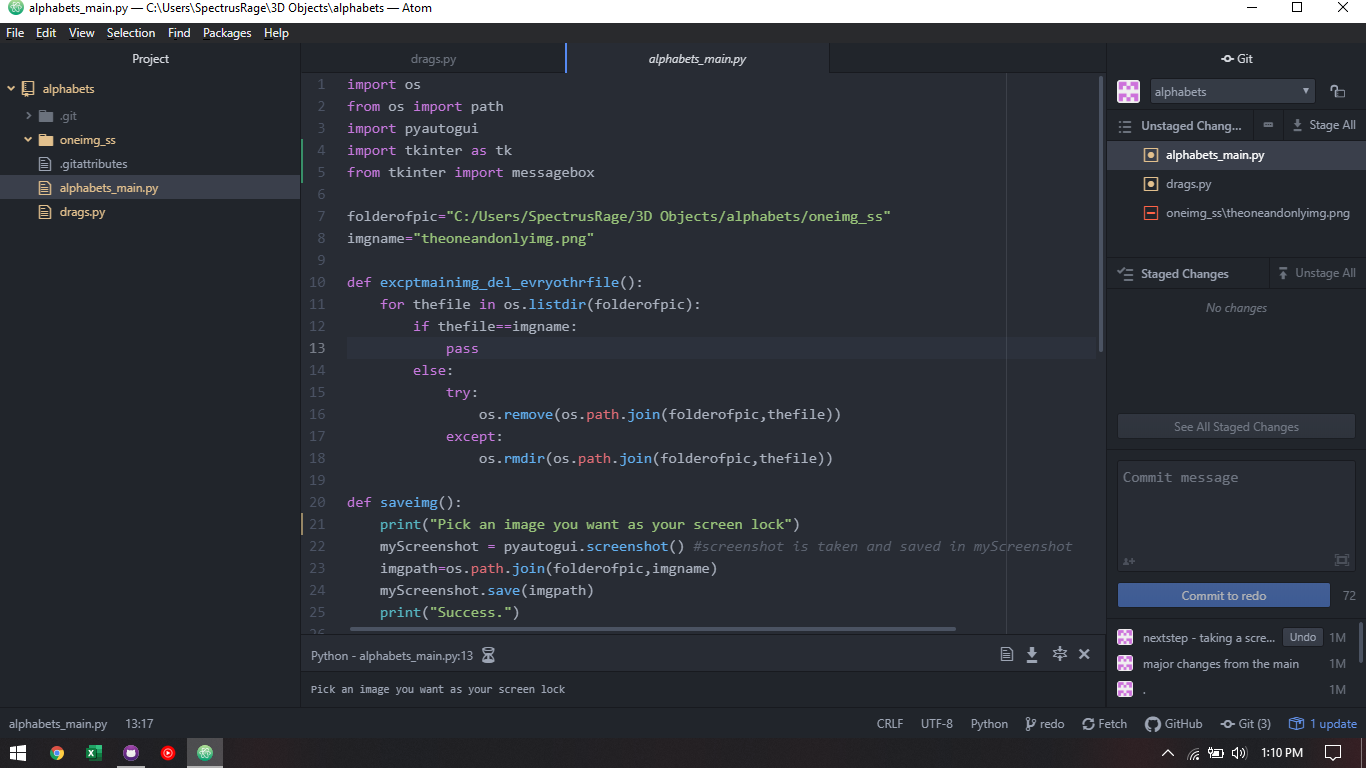 alphabets_main.py — C:\Users\SpectrusRage\3D Objects\alphabets — Atom
File Edit View Selection Find Packages Help
Project
alphabets
.git
oneimg_ss
.gitattributes
alphabets_main.py
drags.py
drags.py alphabets_main.py
1 import os
2 from os import path
3 import pyautogui
4 import tkinter as tk
5 from tkinter import messagebox
6
7 folderofpic="C:/Users/SpectrusRage/3D Objects/alphabets/oneimg_ss"
8 imgname="theoneandonlyimg.png"
9
10 def excptmainimg_del_evryothrfile():
11     for thefile in os.listdir(folderofpic):
12         if thefile==imgname:
13             pass
14         else:
15             try:
16                 os.remove(os.path.join(folderofpic,thefile))
17             except:
18                 os.rmdir(os.path.join(folderofpic,thefile))
19
20 def saveimg():
21     print("Pick an image you want as your screen lock")
22     myScreenshot = pyautogui.screenshot() #screenshot is taken and saved in myScreenshot
23     imgpath=os.path.join(folderofpic,imgname)
24     myScreenshot.save(imgpath)
25     print("Success.")
26
Python - alphabets_main.py:13
Pick an image you want as your screen lock
Git
alphabets
Unstaged Chang... Stage All
alphabets_main.py
drags.py
oneimg_ss\theoneandonlyimg.png
Staged Changes Unstage All
No changes
See All Staged Changes
Commit message
Commit to redo 72
nextstep - taking a scre... Undo 1M
major changes from the main 1M
. 1M
alphabets_main.py 13:17 CRLF UTF-8 Python redo Fetch GitHub Git (3) 1 update
1:10 PM